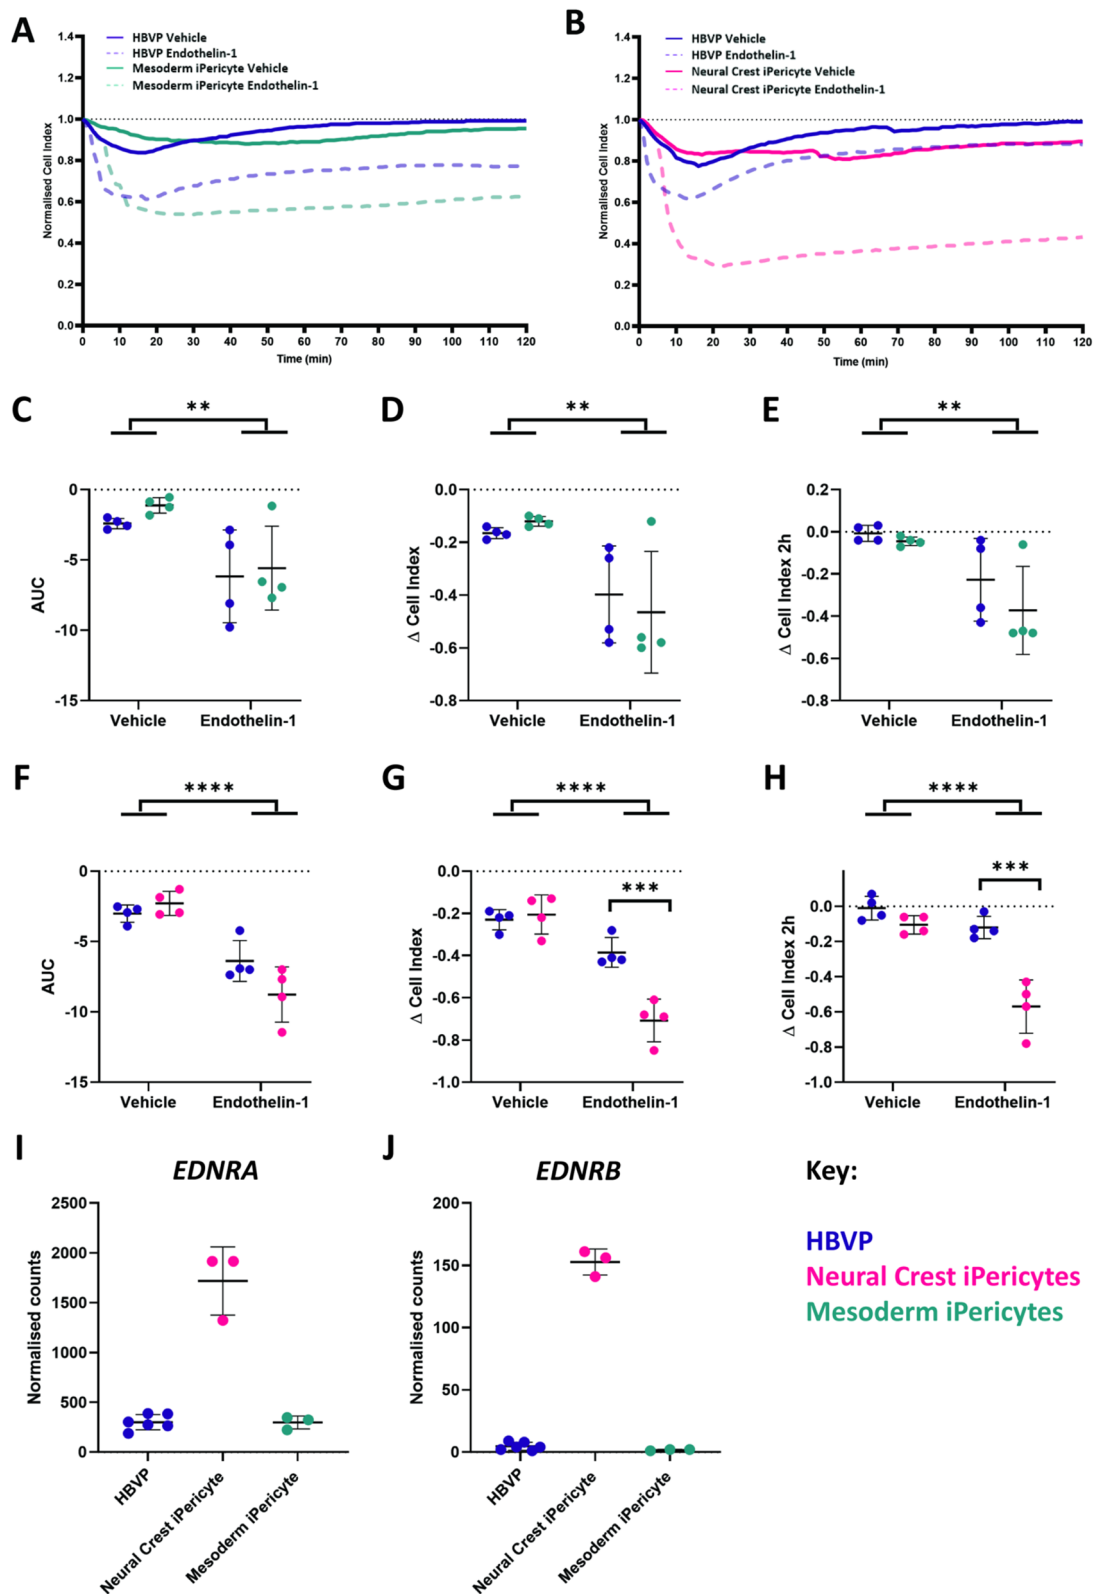 A
HBVP Vehicle
HBVP Endothelin-1
Mesoderm iPericyte Vehicle
Mesoderm iPericyte Endothelin-1
1.4
1.2
1.0
0.8
0.6
0.4
0.2
0.0
Normalised Cell Index
0 10 20 30 40 50 60 70 80 90 100 110 120
Time (min)
B
HBVP Vehicle
HBVP Endothelin-1
Neural Crest iPericyte Vehicle
Neural Crest iPericyte Endothelin-1
1.4
1.2
1.0
0.8
0.6
0.4
0.2
0.0
Normalised Cell Index
0 10 20 30 40 50 60 70 80 90 100 110 120
Time (min)
C
**
0
-5
-10
-15
AUC
Vehicle Endothelin-1
D
**
0.0
-0.2
-0.4
-0.6
-0.8
Δ Cell Index
Vehicle Endothelin-1
E
**
0.2
0.0
-0.2
-0.4
-0.6
-0.8
Δ Cell Index 2h
Vehicle Endothelin-1
F
****
0
-5
-10
-15
AUC
Vehicle Endothelin-1
G
****
***
0.0
-0.2
-0.4
-0.6
-0.8
-1.0
Δ Cell Index
Vehicle Endothelin-1
H
****
***
0.0
-0.2
-0.4
-0.6
-0.8
-1.0
Δ Cell Index 2h
Vehicle Endothelin-1
I
EDNRA
2500
2000
1500
1000
500
0
Normalised counts
HBVP
Neural Crest iPericyte
Mesoderm iPericyte
J
EDNRB
200
150
100
50
0
Normalised counts
HBVP
Neural Crest iPericyte
Mesoderm iPericyte
Key:
HBVP
Neural Crest iPericytes
Mesoderm iPericytes